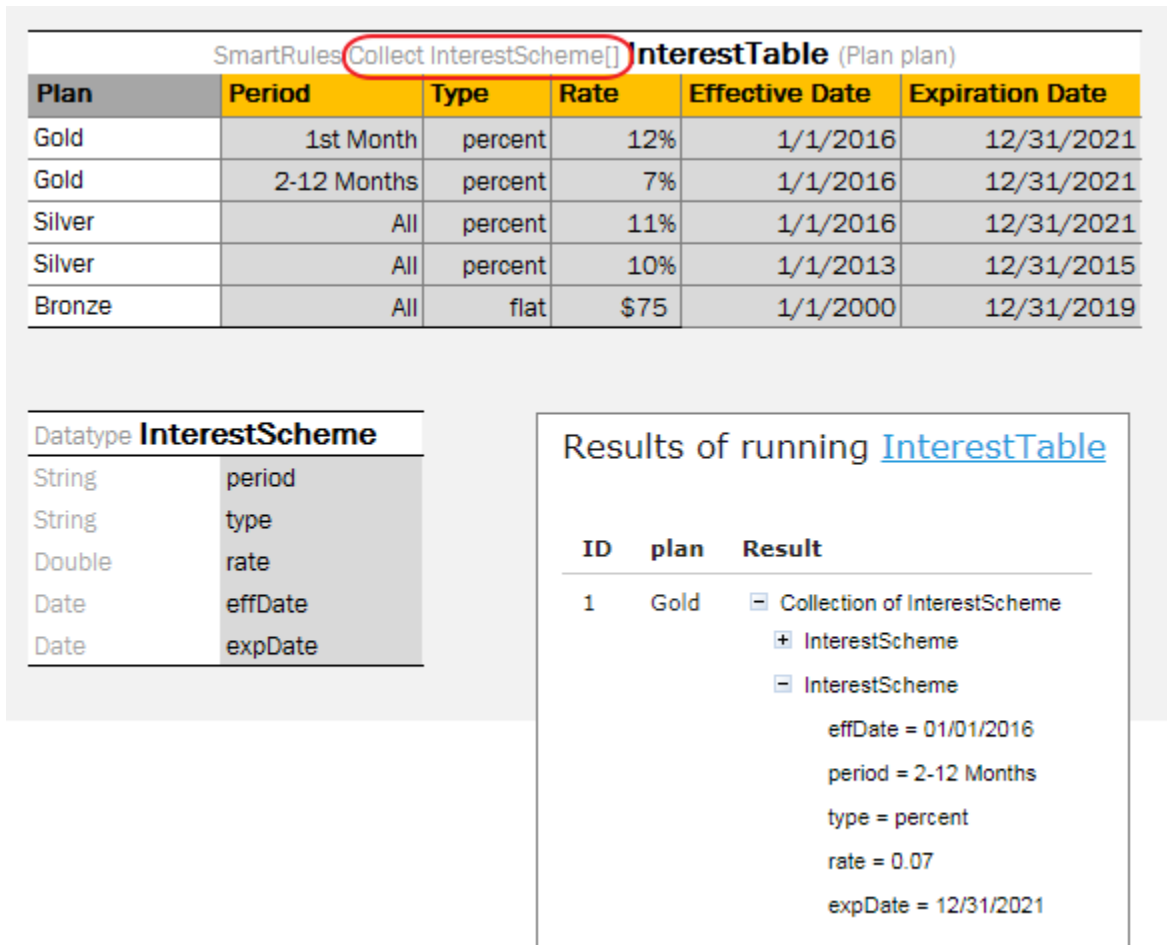 SmartRules Collect InterestScheme[] InterestTable (Plan plan)
Plan Period Type Rate Effective Date Expiration Date
Gold 1st Month percent 12% 1/1/2016 12/31/2021
Gold 2-12 Months percent 7% 1/1/2016 12/31/2021
Silver All percent 11% 1/1/2016 12/31/2021
Silver All percent 10% 1/1/2013 12/31/2015
Bronze All flat $75 1/1/2000 12/31/2019
Datatype InterestScheme
String period
String type
Double rate
Date effDate
Date expDate
Results of running InterestTable
ID plan Result
1 Gold Collection of InterestScheme
InterestScheme
InterestScheme
effDate = 01/01/2016
period = 2-12 Months
type = percent
rate = 0.07
expDate = 12/31/2021